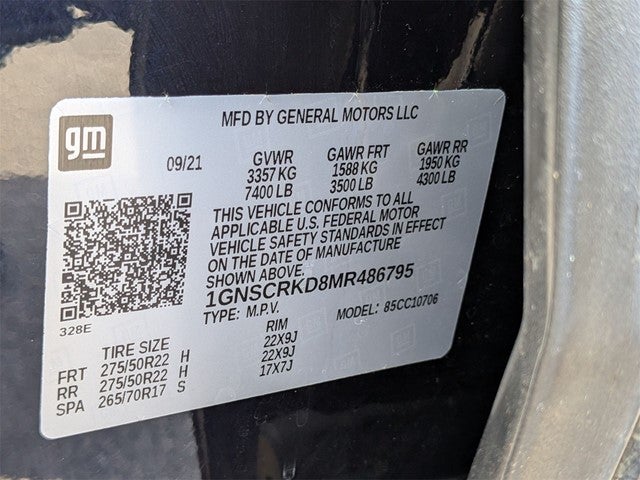 gm
MFD BY GENERAL MOTORS LLC
09/21
GVWR
3357 KG
7400 LB
GAWR FRT
1588 KG
3500 LB
GAWR RR
1950 KG
4300 LB
THIS VEHICLE CONFORMS TO ALL
APPLICABLE U.S. FEDERAL MOTOR
VEHICLE SAFETY STANDARDS IN EFFECT
ON THE DATE OF MANUFACTURE
SHOWN ABOVE.
1GNSCRKD8MR486795
TYPE: M.P.V. MODEL: 85CC10706
328E
TIRE SIZE RIM
FRT 275/50R22 H 22X9J
RR 275/50R22 H 22X9J
SPA 265/70R17 S 17X7J